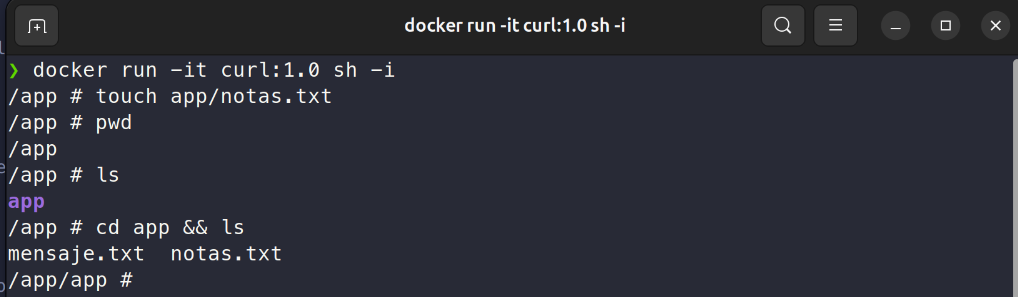 docker run -it curl:1.0 sh -i
❯ docker run -it curl:1.0 sh -i
/app # touch app/notas.txt
/app # pwd
/app
/app # ls
app
/app # cd app && ls
mensaje.txt  notas.txt
/app/app #